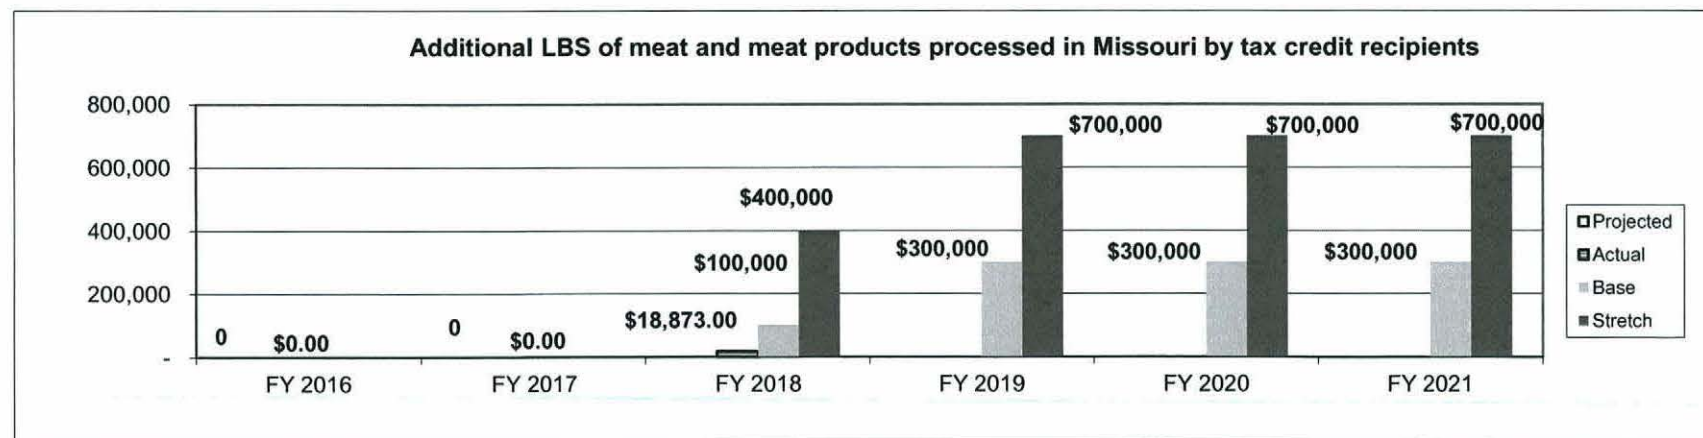 Additional LBS of meat and meat products processed in Missouri by tax credit recipients
800,000
600,000
400,000
200,000
-
0
$0.00
0
$0.00
$18,873.00
$100,000
$400,000
$300,000
$700,000
$300,000
$700,000
$300,000
$700,000
FY 2016
FY 2017
FY 2018
FY 2019
FY 2020
FY 2021
Projected
Actual
Base
Stretch